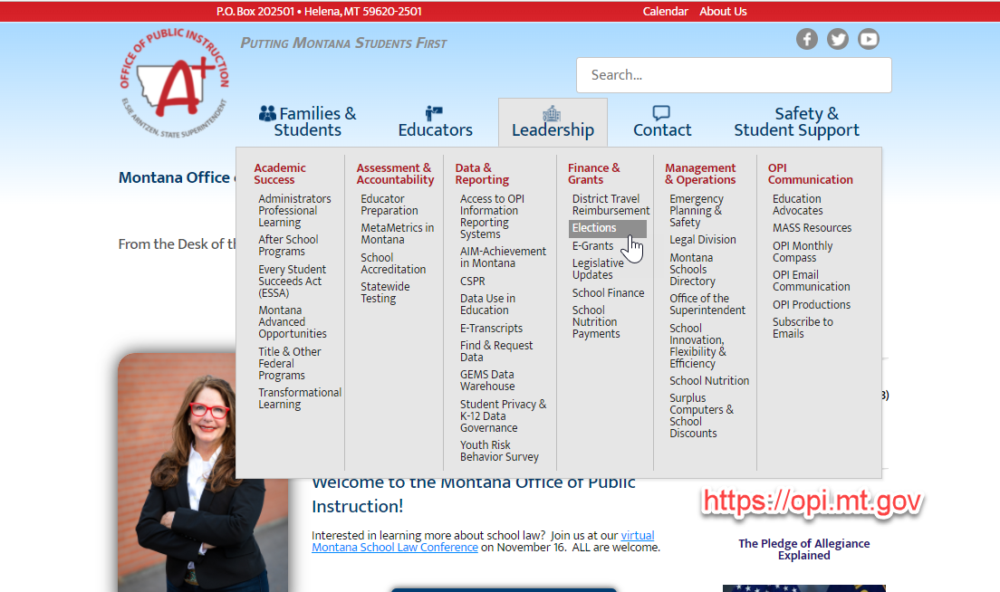 P.O. Box 202501 • Helena, MT 59620-2501
Calendar About Us
OFFICE OF PUBLIC INSTRUCTION
A+
ELSIE ARNTZEN, STATE SUPERINTENDENT
Putting Montana Students First
Search...
Families &
Students
Educators
Leadership
Contact
Safety &
Student Support
Montana Office
From the Desk of
Academic
Success
Administrators
Professional
Learning
After School
Programs
Every Student
Succeeds Act
(ESSA)
Montana
Advanced
Opportunities
Title & Other
Federal
Programs
Transformational
Learning
Assessment &
Accountability
Educator
Preparation
MetaMetrics in
Montana
School
Accreditation
Statewide
Testing
Data &
Reporting
Access to OPI
Information
Reporting
Systems
AIM-Achievement
in Montana
CSPR
Data Use in
Education
E-Transcripts
Find & Request
Data
GEMS Data
Warehouse
Student Privacy &
K-12 Data
Governance
Youth Risk
Behavior Survey
Finance &
Grants
District Travel
Reimbursement
Elections
E-Grants
Legislative
Updates
School Finance
School
Nutrition
Payments
Management
& Operations
Emergency
Planning &
Safety
Legal Division
Montana
Schools
Directory
Office of the
Superintendent
School
Innovation,
Flexibility &
Efficiency
School Nutrition
Surplus
Computers &
School
Discounts
OPI
Communication
Education
Advocates
MASS Resources
OPI Monthly
Compass
OPI Email
Communication
OPI Productions
Subscribe to
Emails
Welcome to the Montana Office of Public
Instruction!
Interested in learning more about school law? Join us at our virtual
Montana School Law Conference on November 16. ALL are welcome.
https://opi.mt.gov
The Pledge of Allegiance
Explained